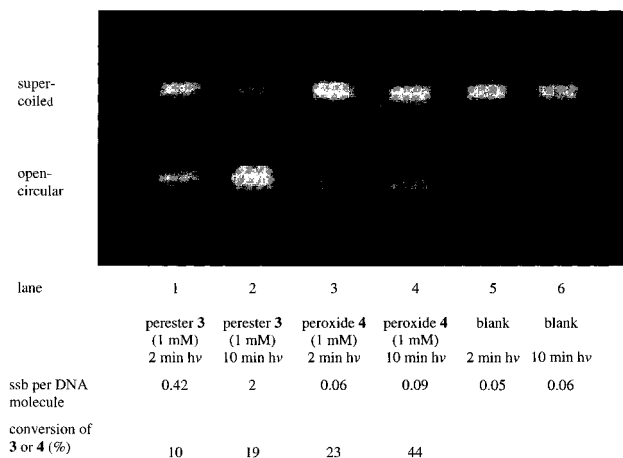 super-
coiled
open-
circular
lane 1 2 3 4 5 6
perester 3 perester 3 peroxide 4 peroxide 4 blank blank
(1 mM) (1 mM) (1 mM) (1 mM)
2 min hν 10 min hν 2 min hν 10 min hν 2 min hν 10 min hν
ssb per DNA 0.42 2 0.06 0.09 0.05 0.06
molecule
conversion of
3 or 4 (%) 10 19 23 44